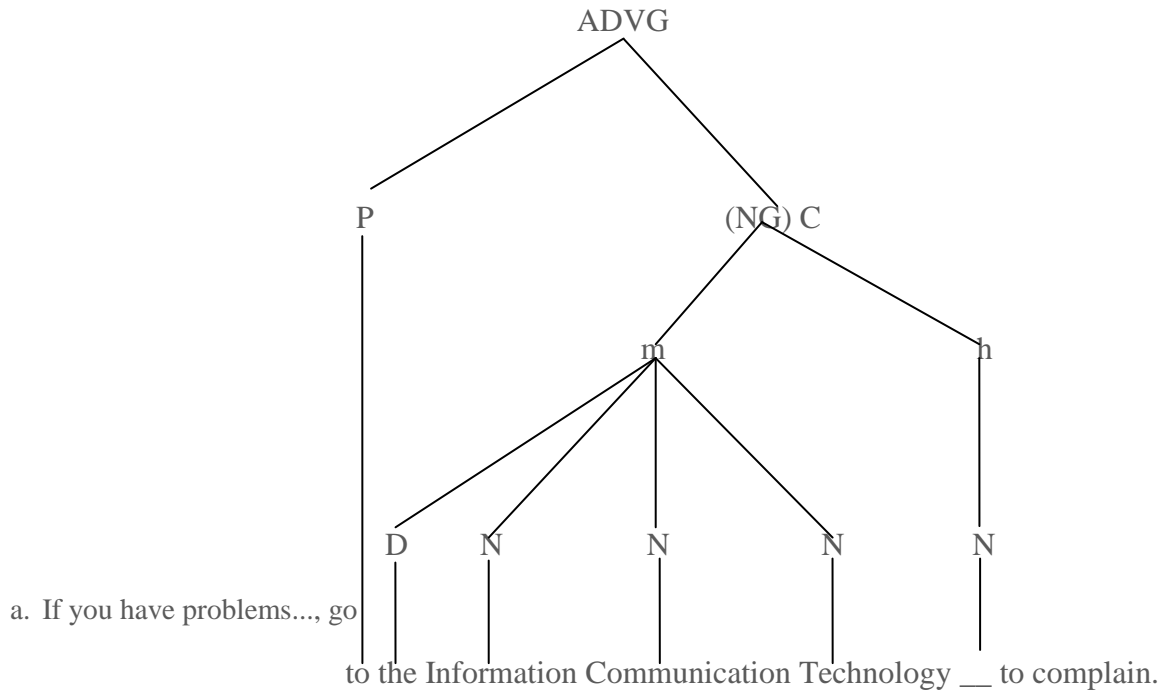 ADVG
P (NG) C
m h
D N N N N
a. If you have problems..., go
to the Information Communication Technology __ to complain.